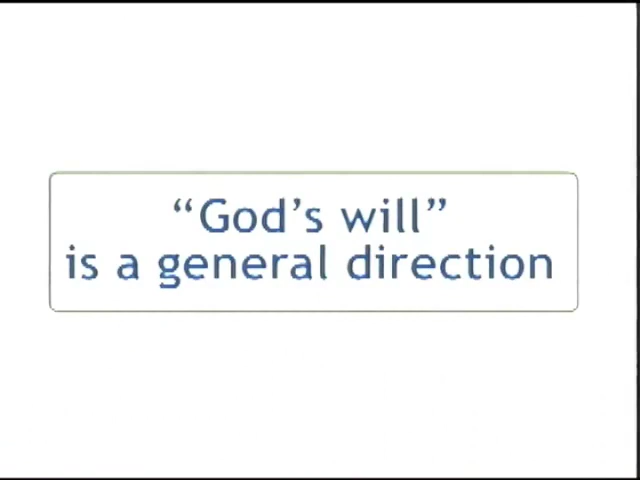 “God’s will”
is a general direction